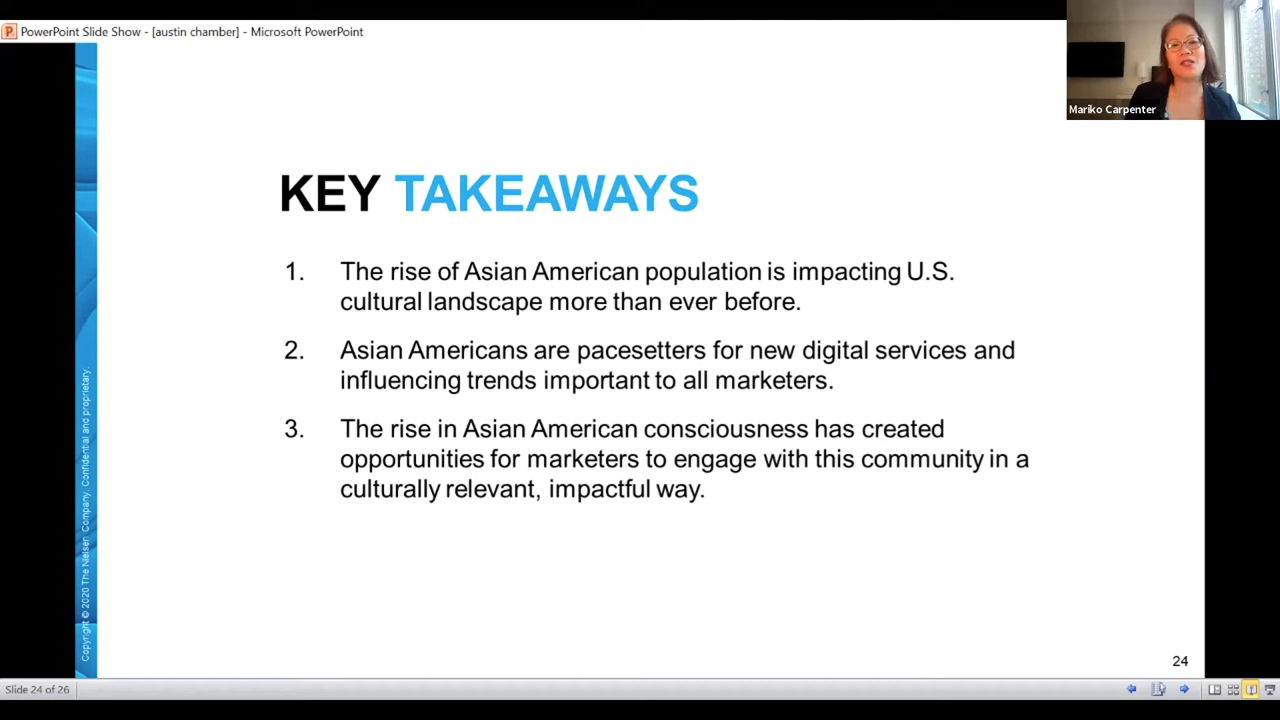 PowerPoint Slide Show - [austin chamber] - Microsoft PowerPoint
Mariko Carpenter
KEY TAKEAWAYS
1. The rise of Asian American population is impacting U.S.
cultural landscape more than ever before.
2. Asian Americans are pacesetters for new digital services and
influencing trends important to all marketers.
3. The rise in Asian American consciousness has created
opportunities for marketers to engage with this community in a
culturally relevant, impactful way.
Copyright © 2020 The Nielsen Company. Confidential and proprietary.
24
Slide 24 of 26